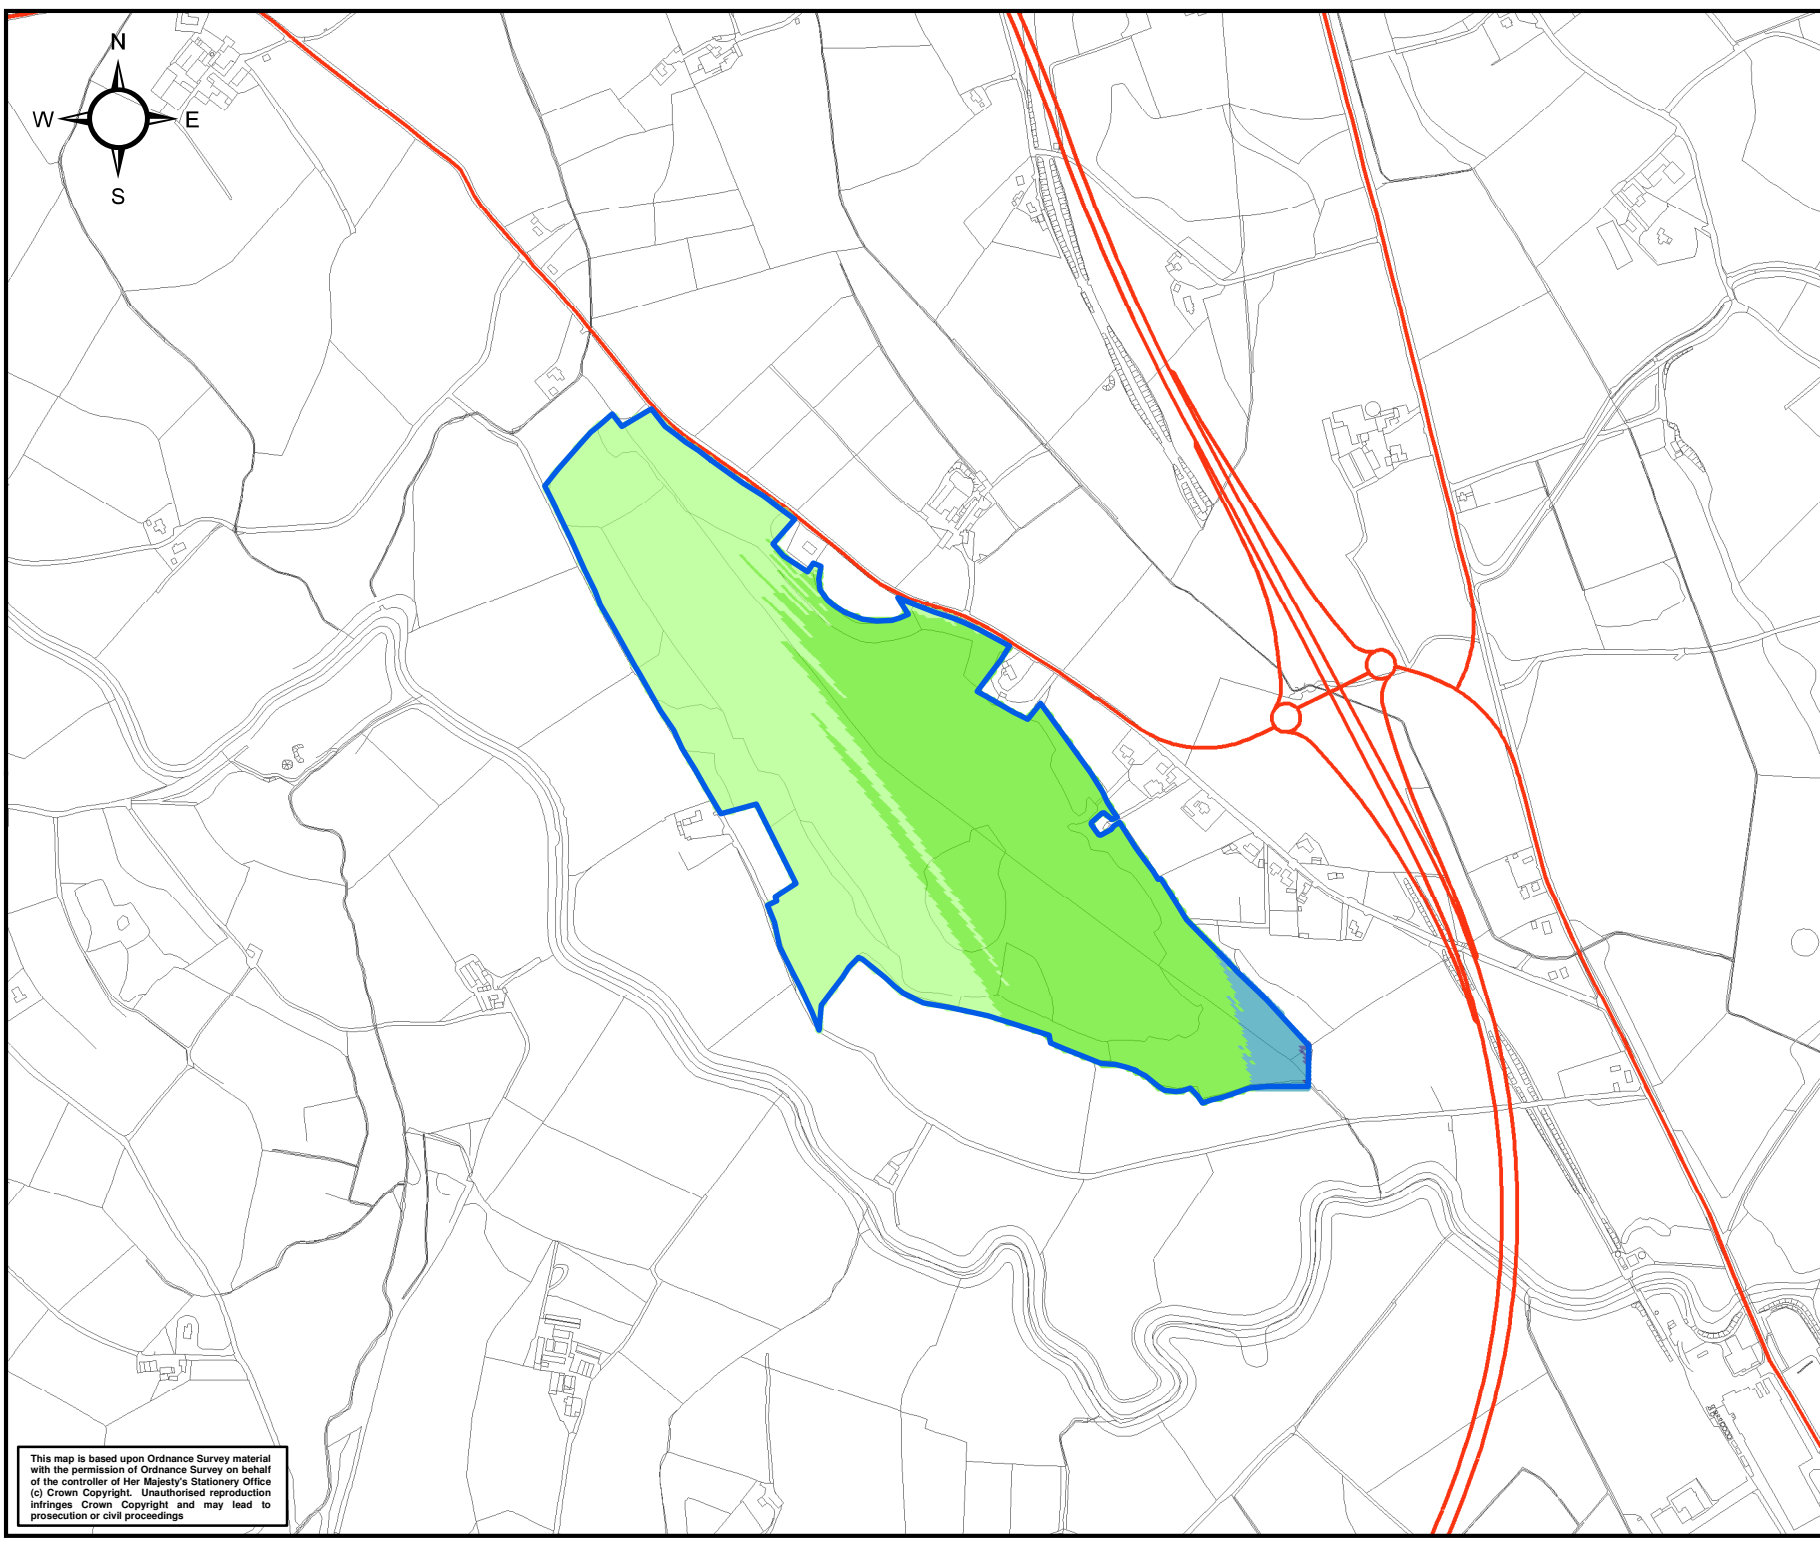 N
W E
S
This map is based upon Ordnance Survey material
with the permission of Ordnance Survey on behalf
of the controller of Her Majesty's Stationery Office
(c) Crown Copyright. Unauthorised reproduction
infringes Crown Copyright and may lead to
prosecution or civil proceedings